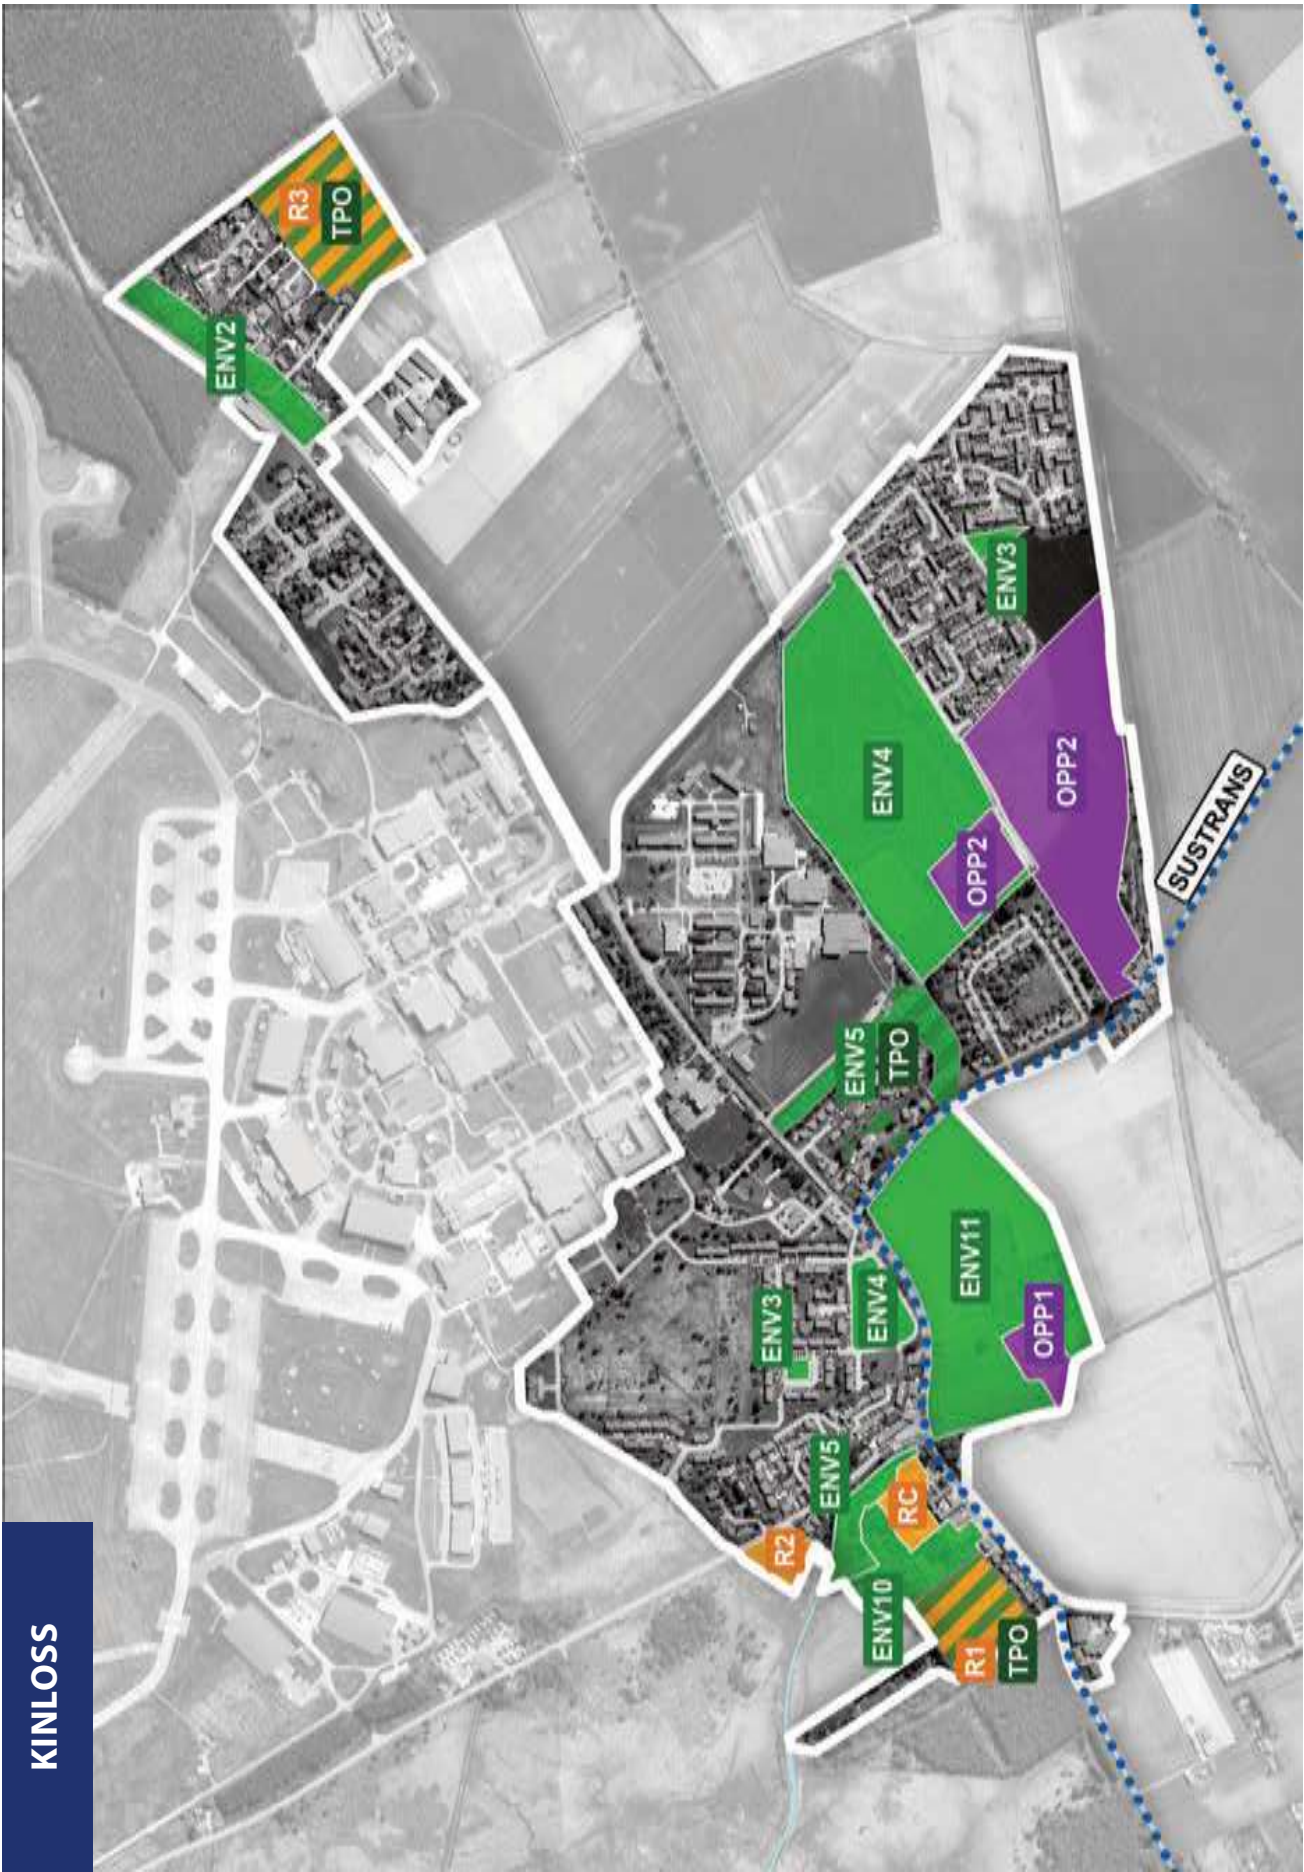 KINLOSS
ENV2
R3
TPO
ENV3
R2
ENV5
ENV5
TPO
ENV4
ENV10
ENV4
RC
ENV11
R1
TPO
OPP2
ENV3
OPP1
OPP2
SUSTRANS